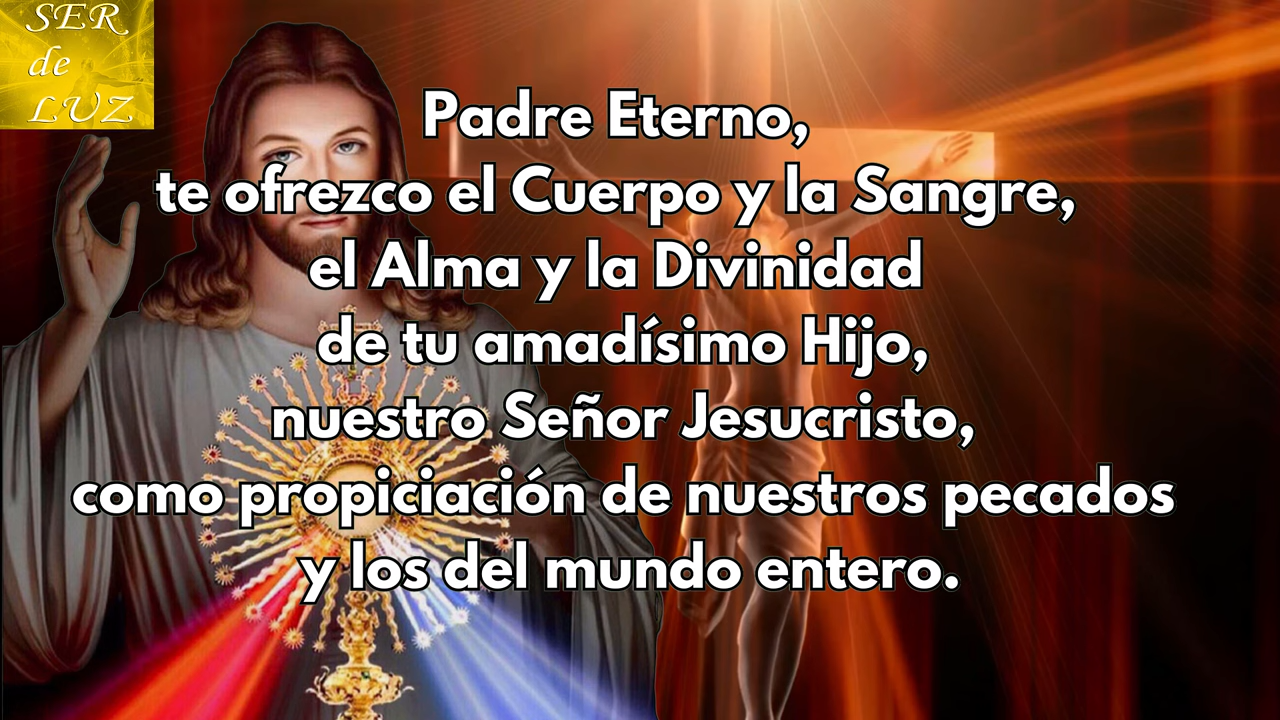 SER
de
LUZ
Padre Eterno,
te ofrezco el Cuerpo y la Sangre,
el Alma y la Divinidad
de tu amadísimo Hijo,
nuestro Señor Jesucristo,
como propiciación de nuestros pecados
y los del mundo entero.